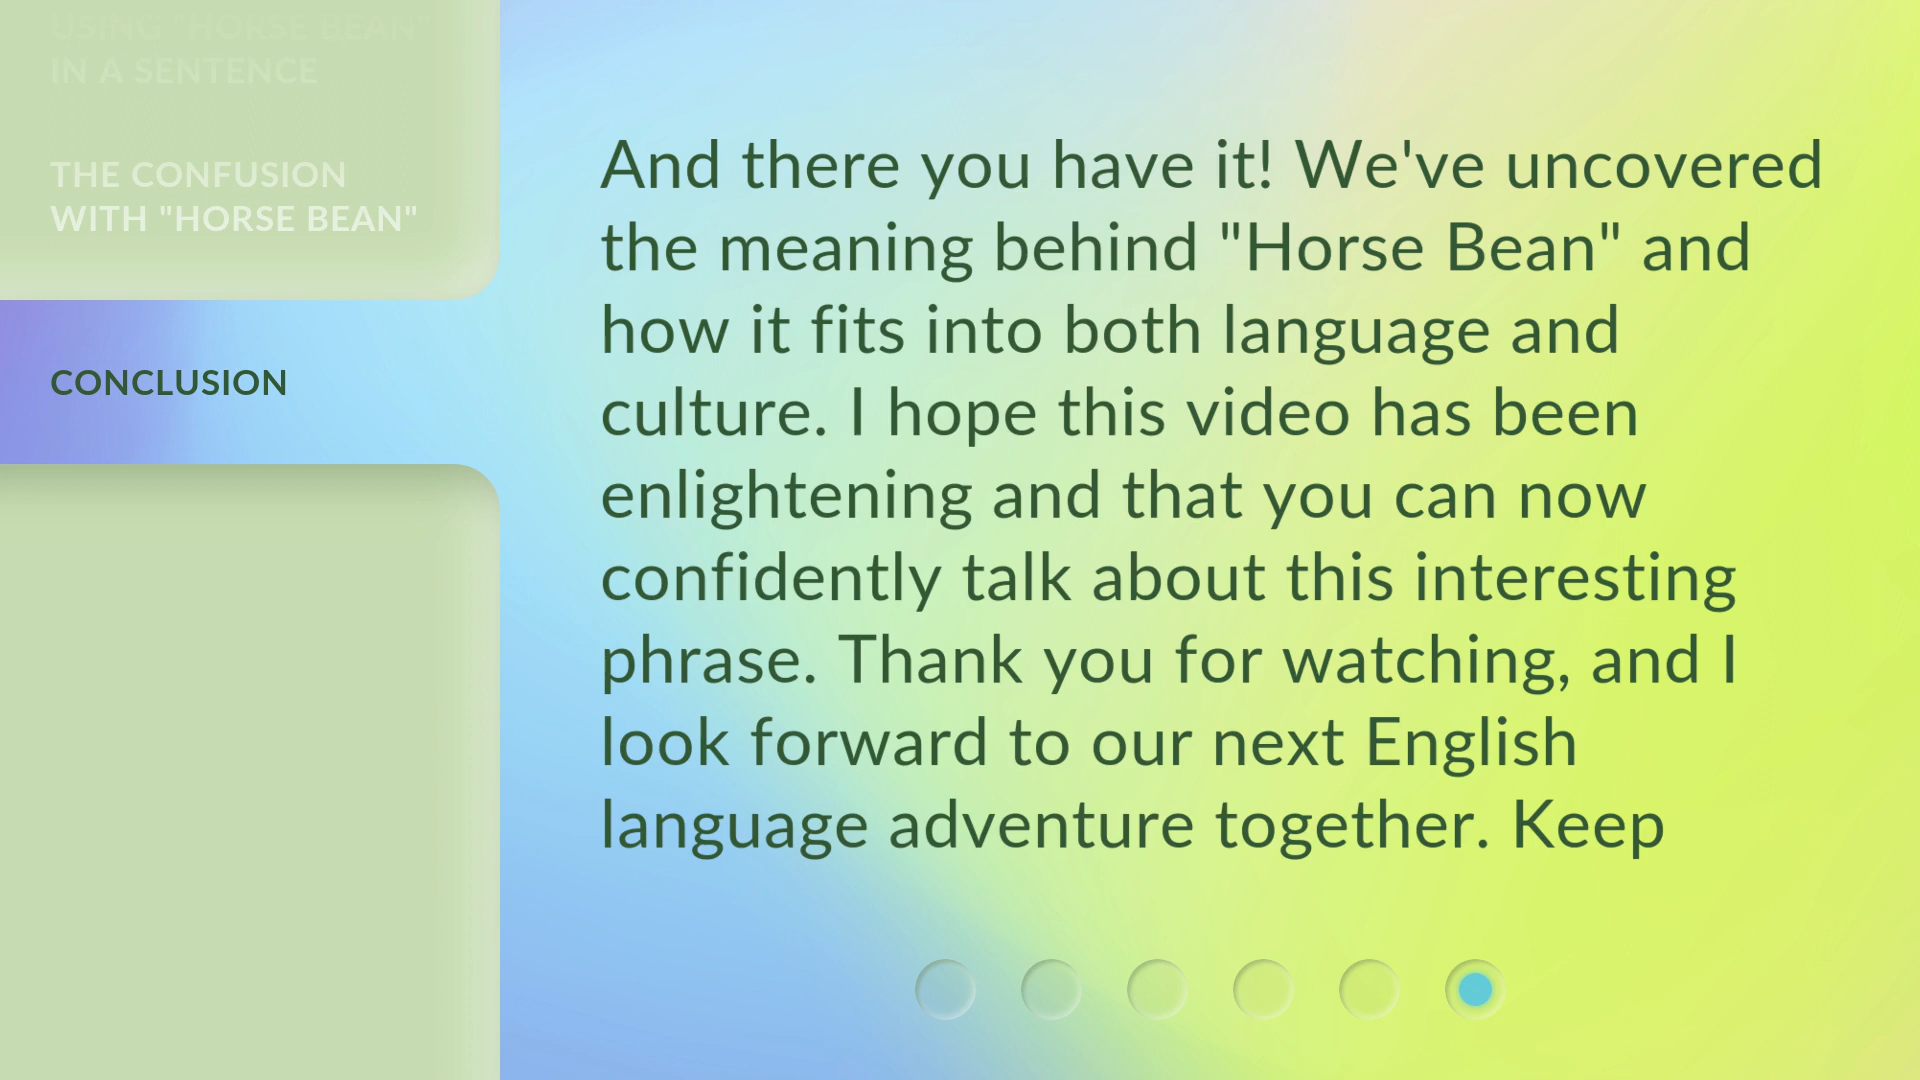 USING "HORSE BEAN"
IN A SENTENCE
THE CONFUSION
WITH "HORSE BEAN"
CONCLUSION
And there you have it! We've uncovered
the meaning behind "Horse Bean" and
how it fits into both language and
culture. I hope this video has been
enlightening and that you can now
confidently talk about this interesting
phrase. Thank you for watching, and I
look forward to our next English
language adventure together. Keep